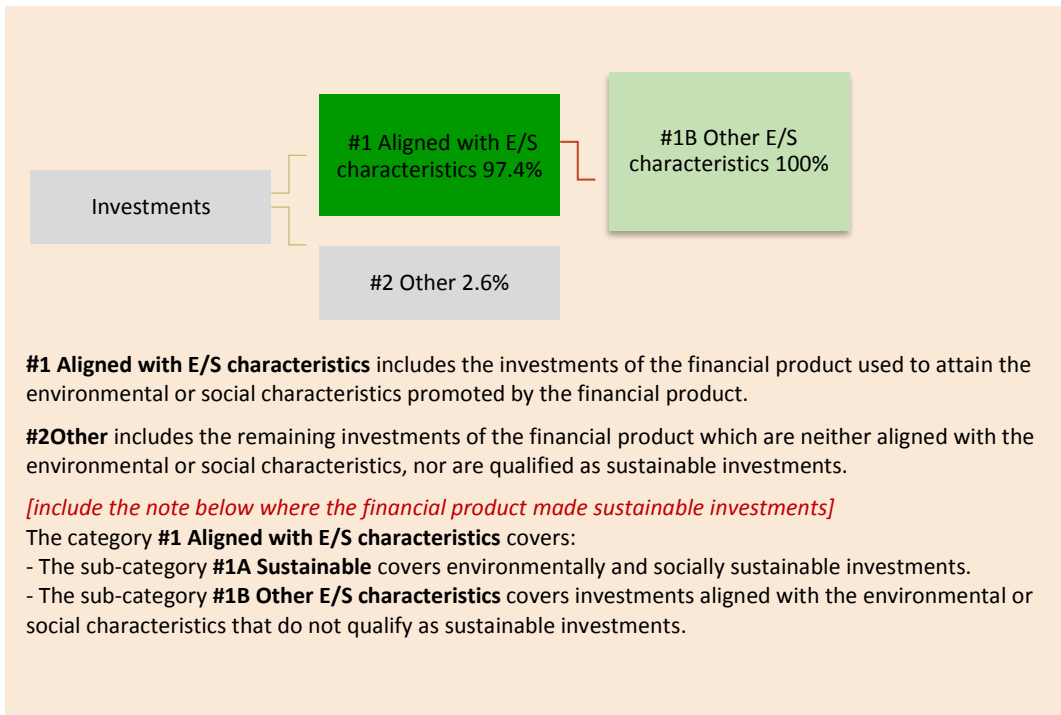 #1 Aligned with E/S
characteristics 97.4%
#1B Other E/S
characteristics 100%
Investments
#2 Other 2.6%
#1 Aligned with E/S characteristics includes the investments of the financial product used to attain the
environmental or social characteristics promoted by the financial product.
#2Other includes the remaining investments of the financial product which are neither aligned with the
environmental or social characteristics, nor are qualified as sustainable investments.
[include the note below where the financial product made sustainable investments]
The category #1 Aligned with E/S characteristics covers:
- The sub-category #1A Sustainable covers environmentally and socially sustainable investments.
- The sub-category #1B Other E/S characteristics covers investments aligned with the environmental or
social characteristics that do not qualify as sustainable investments.